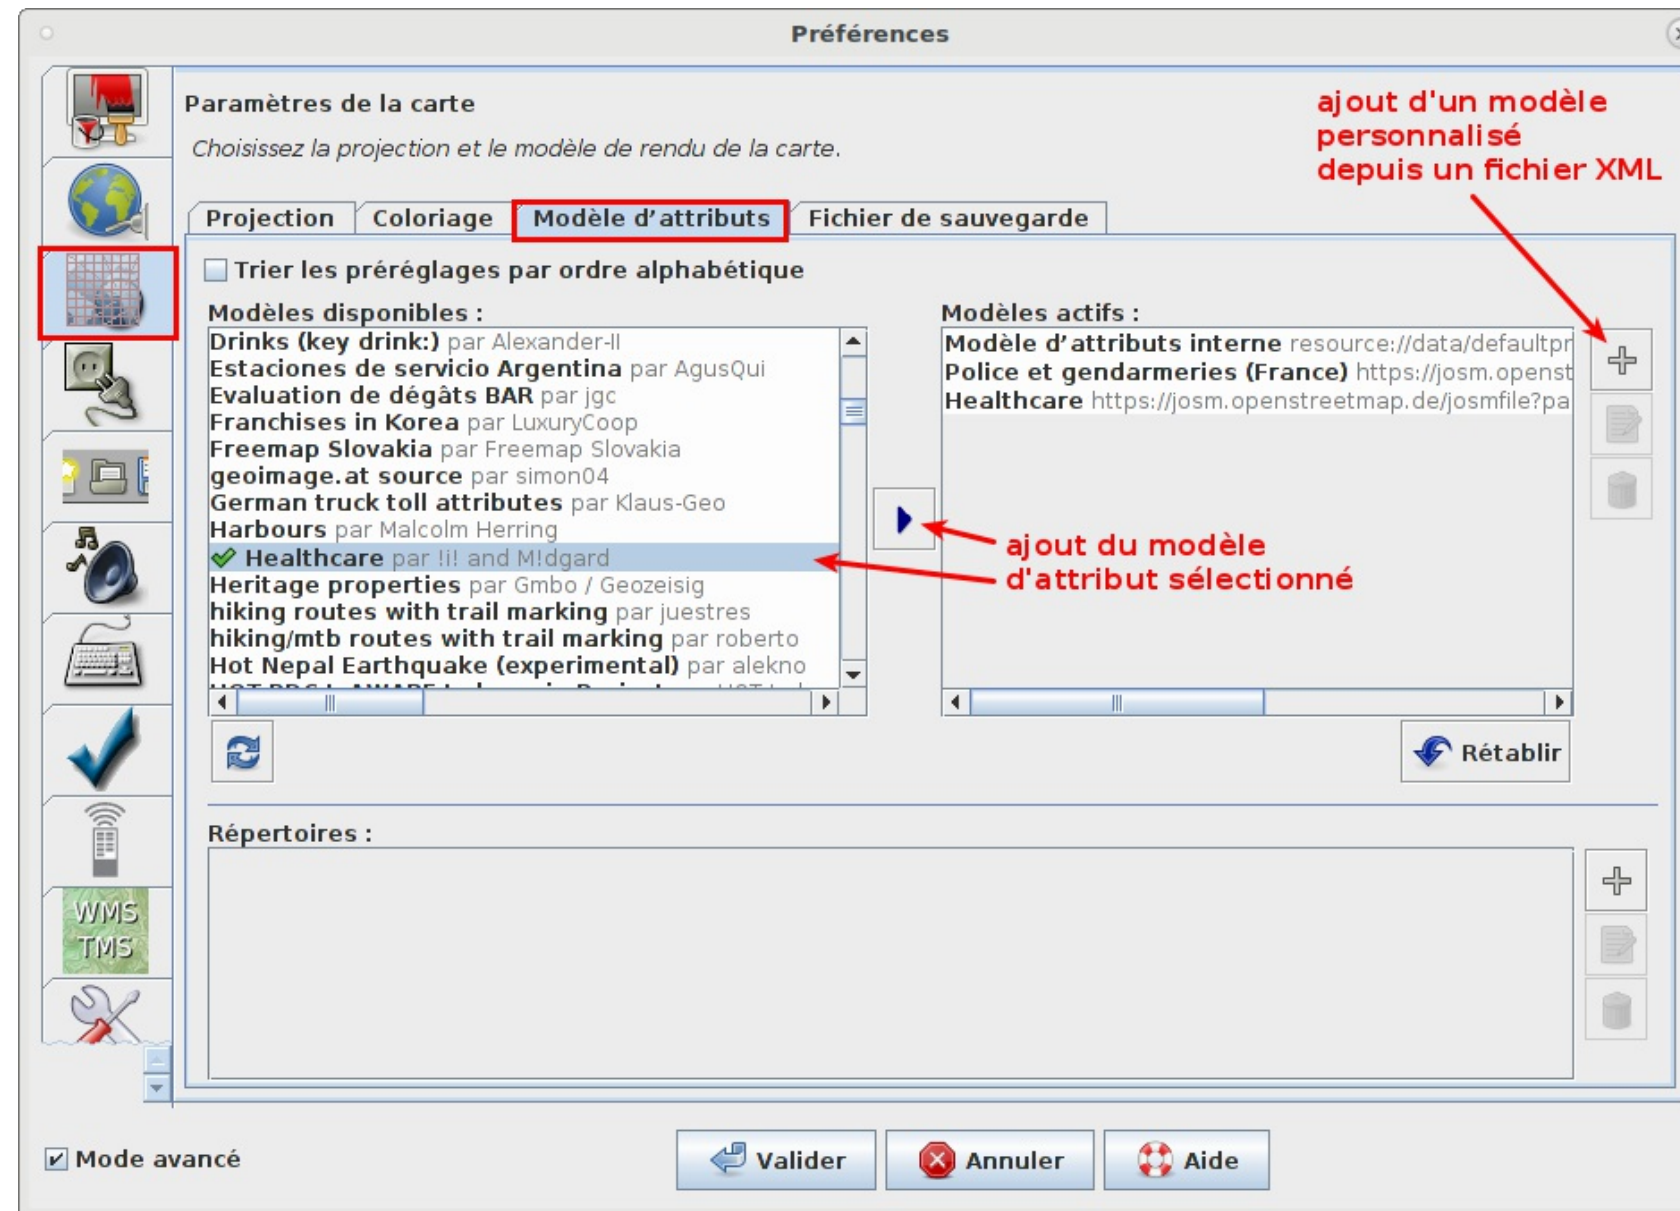 Préférences
Paramètres de la carte
Choisissez la projection et le modèle de rendu de la carte.
ajout d'un modèle
personnalisé
depuis un fichier XML
Projection
Coloriage
Modèle d'attributs
Fichier de sauvegarde
Trier les préréglages par ordre alphabétique
Modèles disponibles :
Drinks (key drink:) par Alexander-II
Estaciones de servicio Argentina par AgusQui
Evaluation de dégâts BAR par jgc
Franchises in Korea par LuxuryCoop
Freemap Slovakia par Freemap Slovakia
geoimage.at source par simon04
German truck toll attributes par Klaus-Geo
Harbours par Malcolm Herring
Healthcare par !i! and M!dgard
Heritage properties par Gmbo / Geozeisig
hiking routes with trail marking par juestres
hiking/mtb routes with trail marking par roberto
Hot Nepal Earthquake (experimental) par alekno
Modèles actifs :
Modèle d'attributs interne resource://data/defaultpr
Police et gendarmeries (France) https://josm.openst
Healthcare https://josm.openstreetmap.de/josmfile?pa
ajout du modèle
d'attribut sélectionné
Rétablir
Répertoires :
WMS
TMS
Mode avancé
Valider
Annuler
Aide